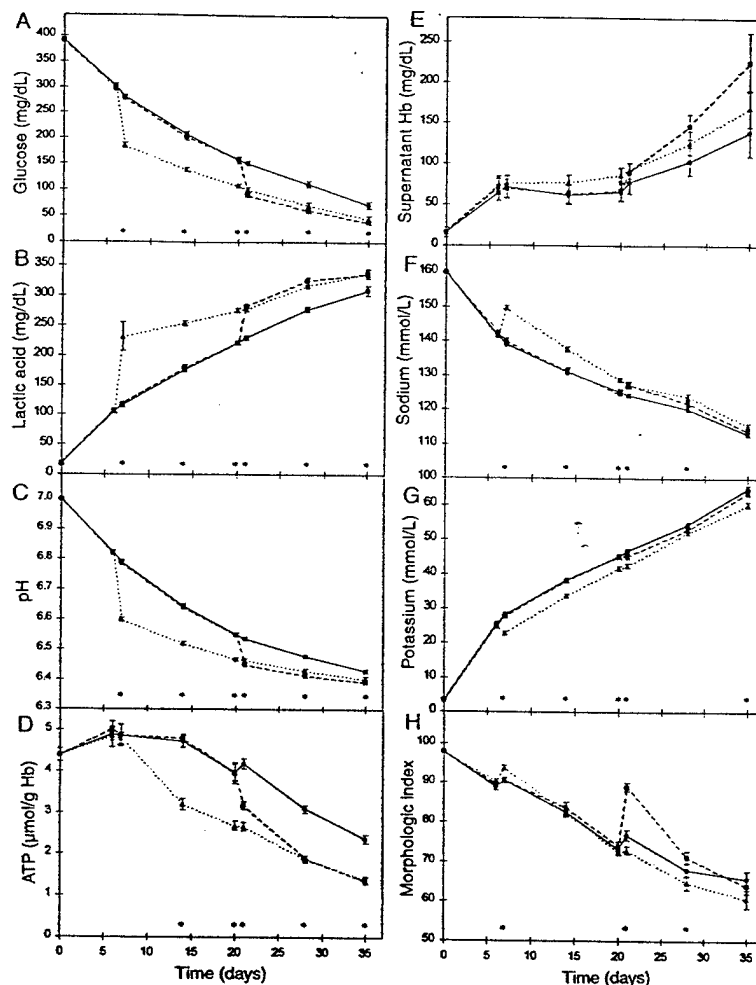 A
Glucose (mg/dL)
400
350
300
250
200
150
100
50
0
B
Lactic acid (mg/dL)
350
300
250
200
150
100
50
0
C
pH
7.0
6.9
6.8
6.7
6.6
6.5
6.4
6.3
D
ATP (µmol/g Hb)
5
4
3
2
1
0
0 5 10 15 20 25 30 35
Time (days)
E
Supernatant Hb (mg/dL)
250
200
150
100
50
0
F
Sodium (mmol/L)
160
150
140
130
120
110
100
G
Potassium (mmol/L)
60
50
40
30
20
10
0
H
Morphologic Index
100
90
80
70
60
50
0 5 10 15 20 25 30 35
Time (days)